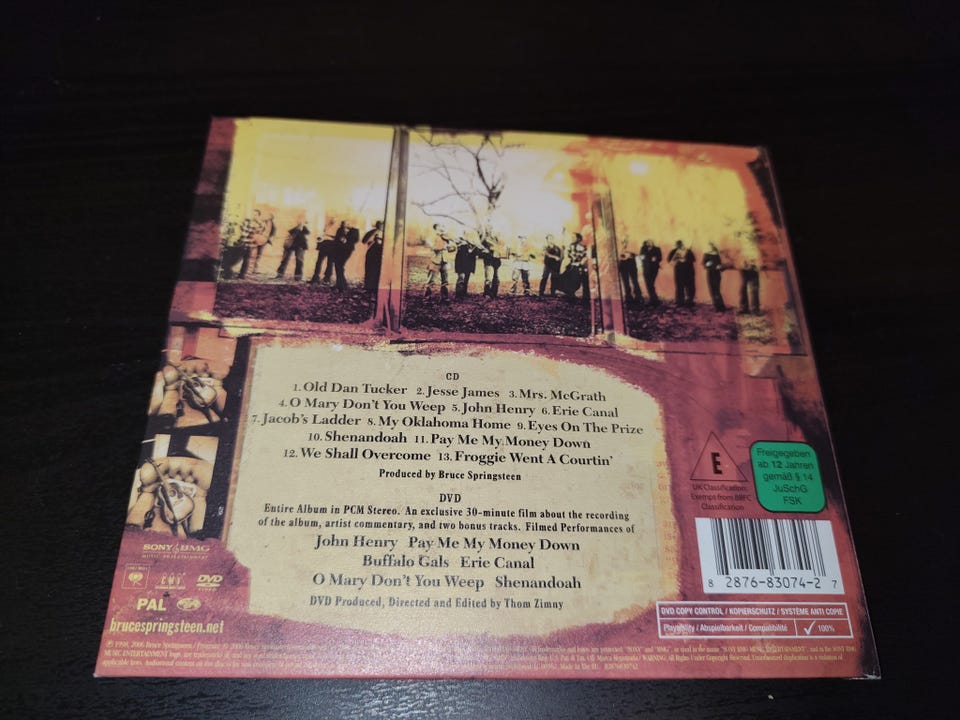 CD
1. Old Dan Tucker 2. Jesse James 3. Mrs. McGrath
4. O Mary Don't You Weep 5. John Henry 6. Erie Canal
7. Jacob's Ladder 8. My Oklahoma Home 9. Eyes On The Prize
10. Shenandoah 11. Pay Me My Money Down
12. We Shall Overcome 13. Froggie Went A Courtin'
Produced by Bruce Springsteen
DVD
Entire Album in PCM Stereo. An exclusive 30-minute film about the recording
of the album, artist commentary, and two bonus tracks. Filmed Performances of
John Henry Pay Me My Money Down
Buffalo Gals Erie Canal
O Mary Don't You Weep Shenandoah
DVD Produced, Directed and Edited by Thom Zimny
SONY BMG
MUSIC ENTERTAINMENT
DVD
VIDEO
PAL
brucespringsteen.net
E
UK Classification:
Exempt from BBFC
Classification
Freigegeben
ab 12 Jahren
gemäß § 14
JuSchG
FSK
8 2876-83074-2 7
DVD COPY CONTROL / KOPIERSCHUTZ / SYSTÈME ANTI COPIE
Playability / Abspielbarkeit / Compatibilité ✓ 100%